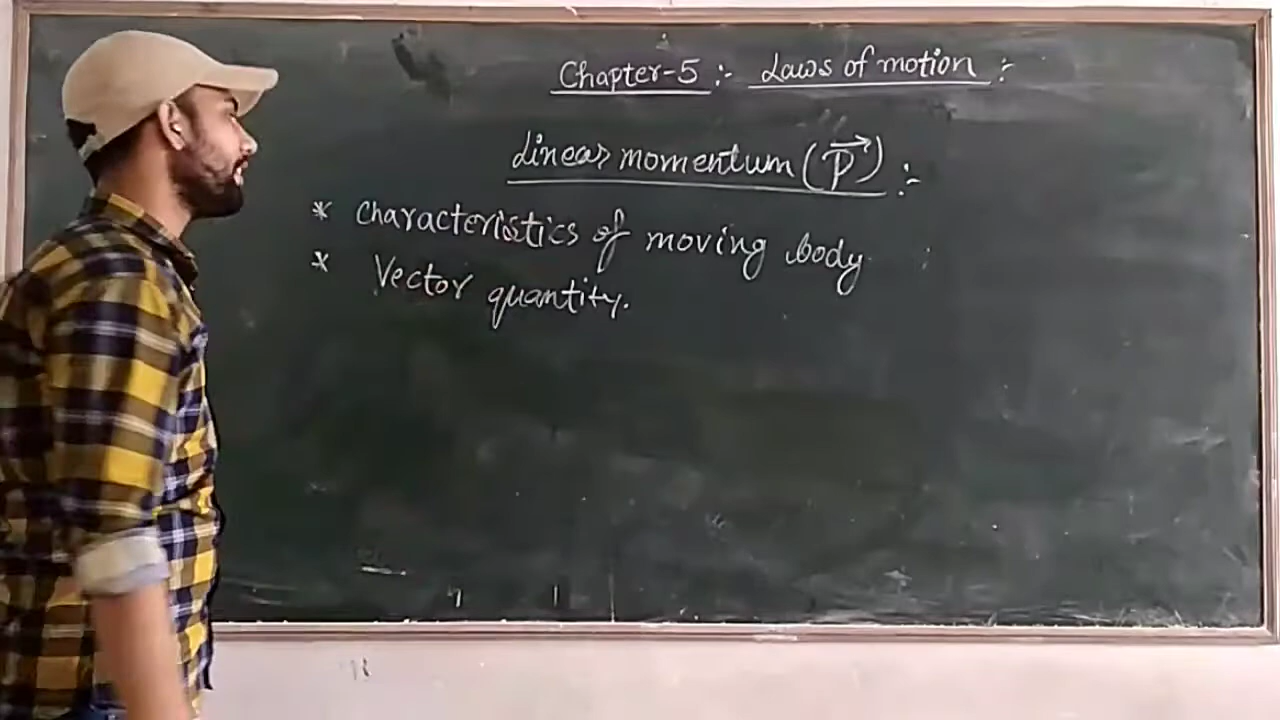 Chapter-5 :- Laws of motion :-
Linear momentum (P⃗) :-
* Characteristics of moving body
* Vector quantity.